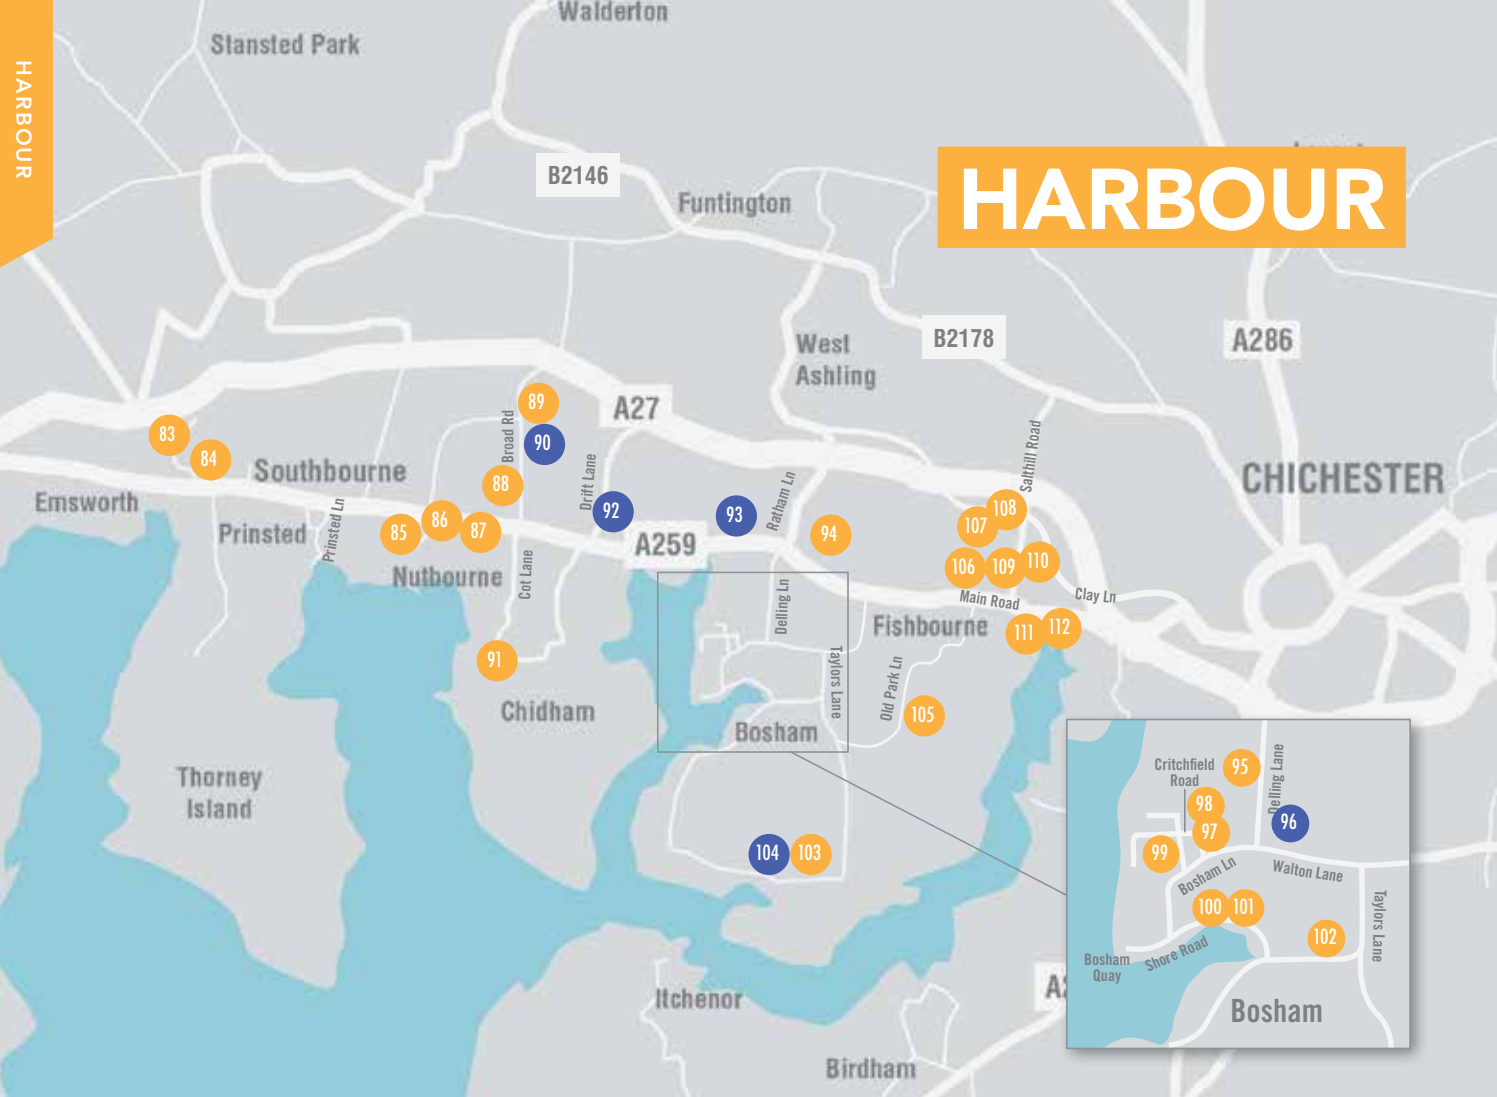 HARBOUR
Walderton
Stansted Park
HARBOUR
B2146
Funtington
B2178
A286
West
Ashling
A27
89
Broad Rd
90
83
84
Southbourne
88
Drift Lane
Salthill Road
CHICHESTER
Emsworth
Prinsted
Prinsted Ln
85
86
87
92
93
Ratham Ln
94
A259
108
107
106
109
110
Nutbourne
Cot Lane
Delling Ln
Main Road
Clay Ln
Fishbourne
111
112
91
Chidham
Taylors Lane
Old Park Ln
105
Bosham
Thorney
Island
104
103
Itchenor
Birdham
Critchfield
Road
95
Delling Lane
98
97
96
99
Bosham Ln
Walton Lane
100
101
102
Taylors Lane
Shore Road
Bosham
Quay
Bosham